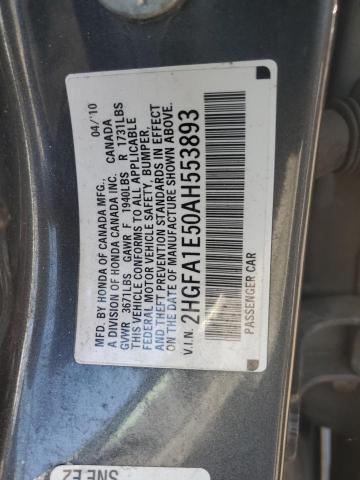 MFD. BY HONDA OF CANADA MFG.,
A DIVISION OF HONDA CANADA INC. CANADA 04/'10
GVWR 3671LBS GAWR F 1940LBS R 1731LBS
THIS VEHICLE CONFORMS TO ALL APPLICABLE
FEDERAL MOTOR VEHICLE SAFETY, BUMPER,
AND THEFT PREVENTION STANDARDS IN EFFECT
ON THE DATE OF MANUFACTURE SHOWN ABOVE.
V.I.N. 2HGFA1E50AH553893
PASSENGER CAR